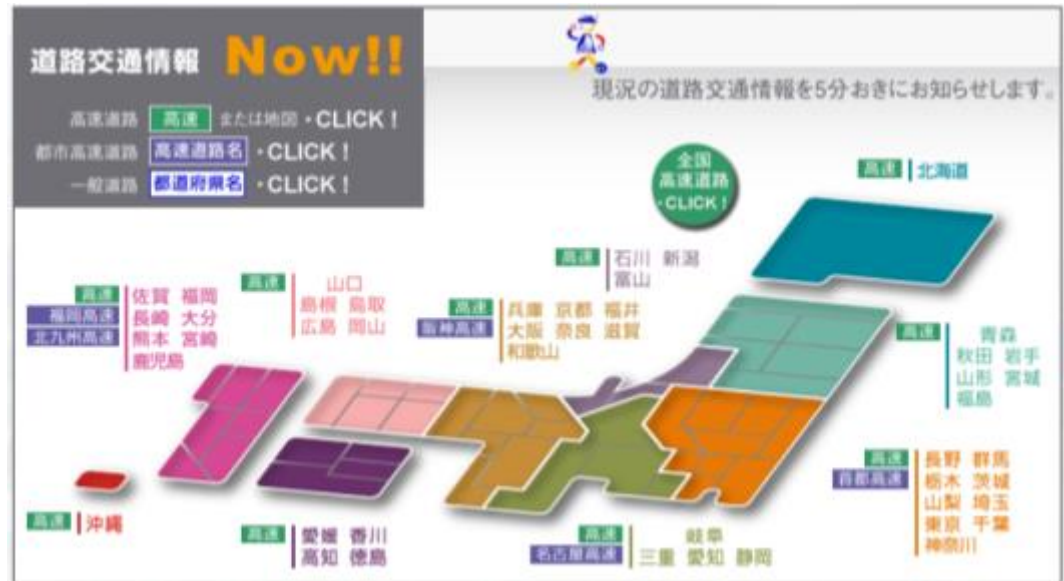 道路交通情報 Now!!
高速道路 高速 または地図 ・CLICK!
都市高速道路 高速道路名 ・CLICK!
一般道路 都道府県名 ・CLICK!
現況の道路交通情報を5分おきにお知らせします。
全国
高速道路
・CLICK!
高速 北海道
高速 石川 新潟
富山
高速 佐賀 福岡
福岡高速 長崎 大分
北九州高速 熊本 宮崎
鹿児島
高速 山口
島根 鳥取
広島 岡山
高速 兵庫 京都 福井
阪神高速 大阪 奈良 滋賀
和歌山
高速 青森
秋田 岩手
山形 宮城
福島
高速 長野 群馬
首都高速 栃木 茨城
山梨 埼玉
東京 千葉
神奈川
高速 沖縄
高速 愛媛 香川
高知 徳島
高速 岐阜
名古屋高速 三重 愛知 静岡